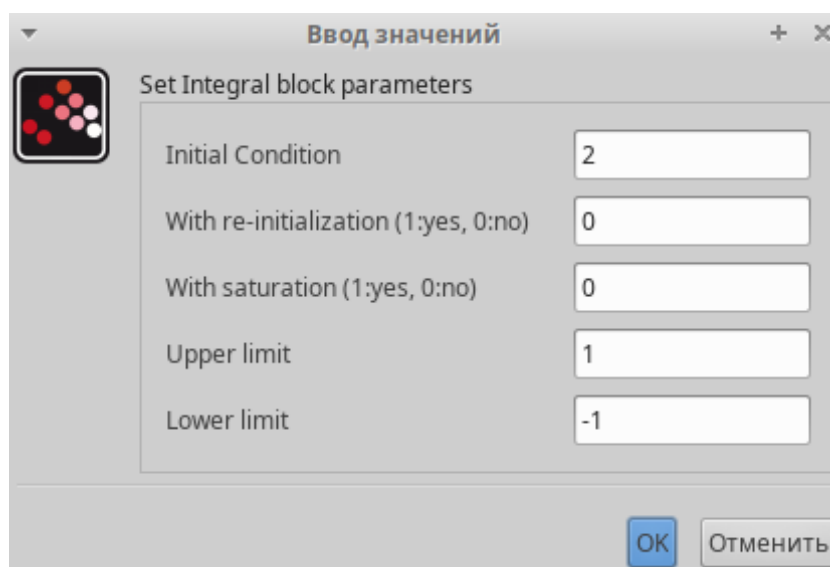 Ввод значений
Set Integral block parameters
Initial Condition 2
With re-initialization (1:yes, 0:no) 0
With saturation (1:yes, 0:no) 0
Upper limit 1
Lower limit -1
OK Отменить